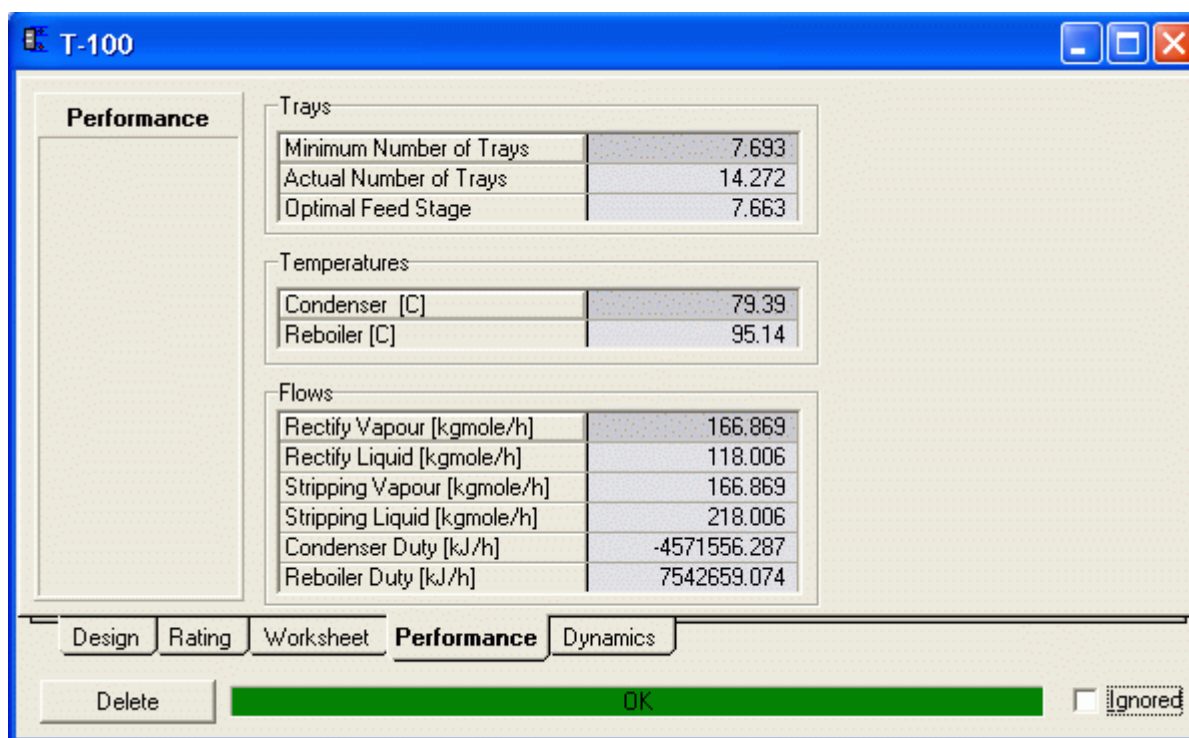 T-100
Performance
Trays
Minimum Number of Trays 7.693
Actual Number of Trays 14.272
Optimal Feed Stage 7.663
Temperatures
Condenser [C] 79.39
Reboiler [C] 95.14
Flows
Rectify Vapour [kgmole/h] 166.869
Rectify Liquid [kgmole/h] 118.006
Stripping Vapour [kgmole/h] 166.869
Stripping Liquid [kgmole/h] 218.006
Condenser Duty [kJ/h] -4571556.287
Reboiler Duty [kJ/h] 7542659.074
Design Rating Worksheet Performance Dynamics
Delete OK Ignored